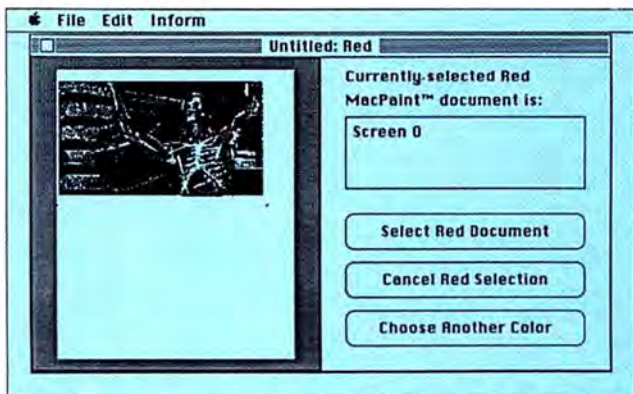 File Edit Inform
Untitled: Red
Currently-selected Red
MacPaint™ document is:
Screen 0
Select Red Document
Cancel Red Selection
Choose Another Color